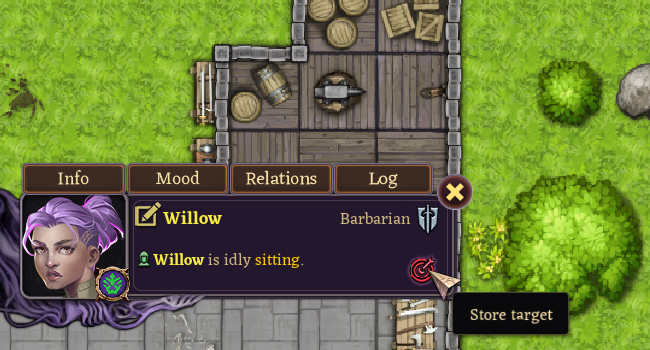 Info
Mood
Relations
Log
Willow
Barbarian
Willow is idly sitting.
Store target